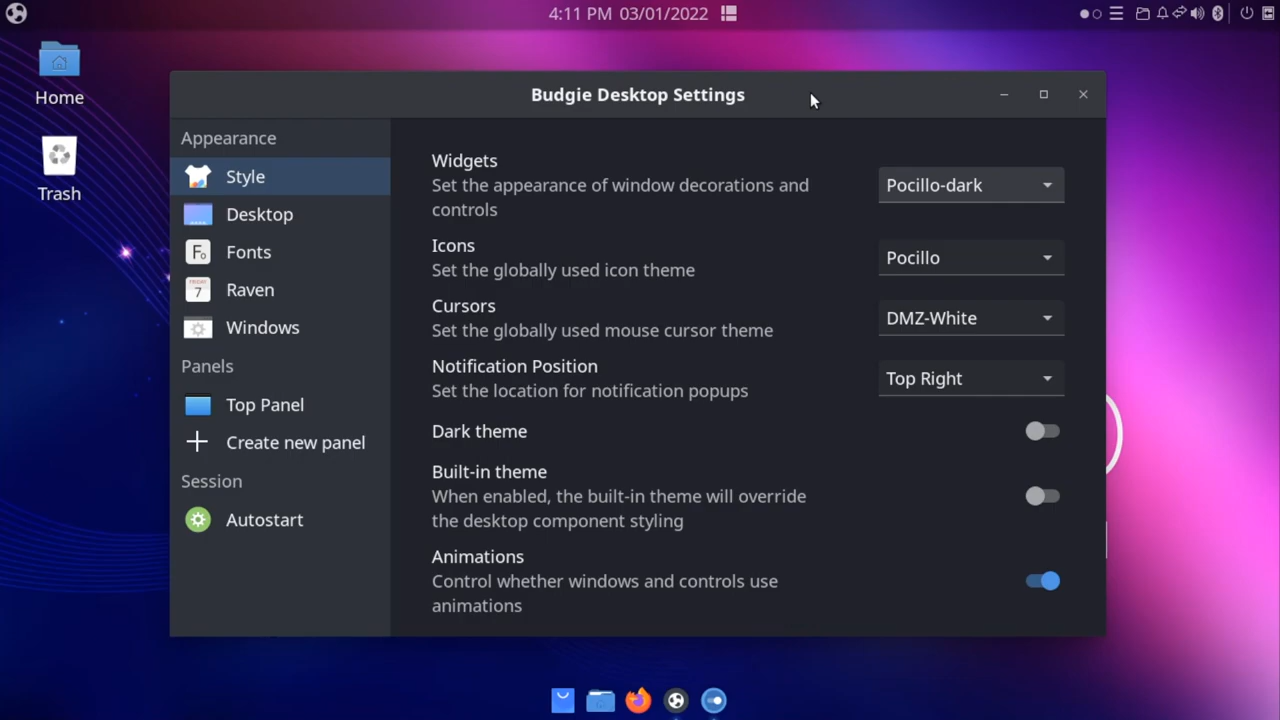 4:11 PM 03/01/2022
Home
Trash
Budgie Desktop Settings
Appearance
Style
Desktop
Fonts
Raven
Windows
Panels
Top Panel
Create new panel
Session
Autostart
Widgets
Set the appearance of window decorations and
controls
Pocillo-dark
Icons
Set the globally used icon theme
Pocillo
Cursors
Set the globally used mouse cursor theme
DMZ-White
Notification Position
Set the location for notification popups
Top Right
Dark theme
Built-in theme
When enabled, the built-in theme will override
the desktop component styling
Animations
Control whether windows and controls use
animations